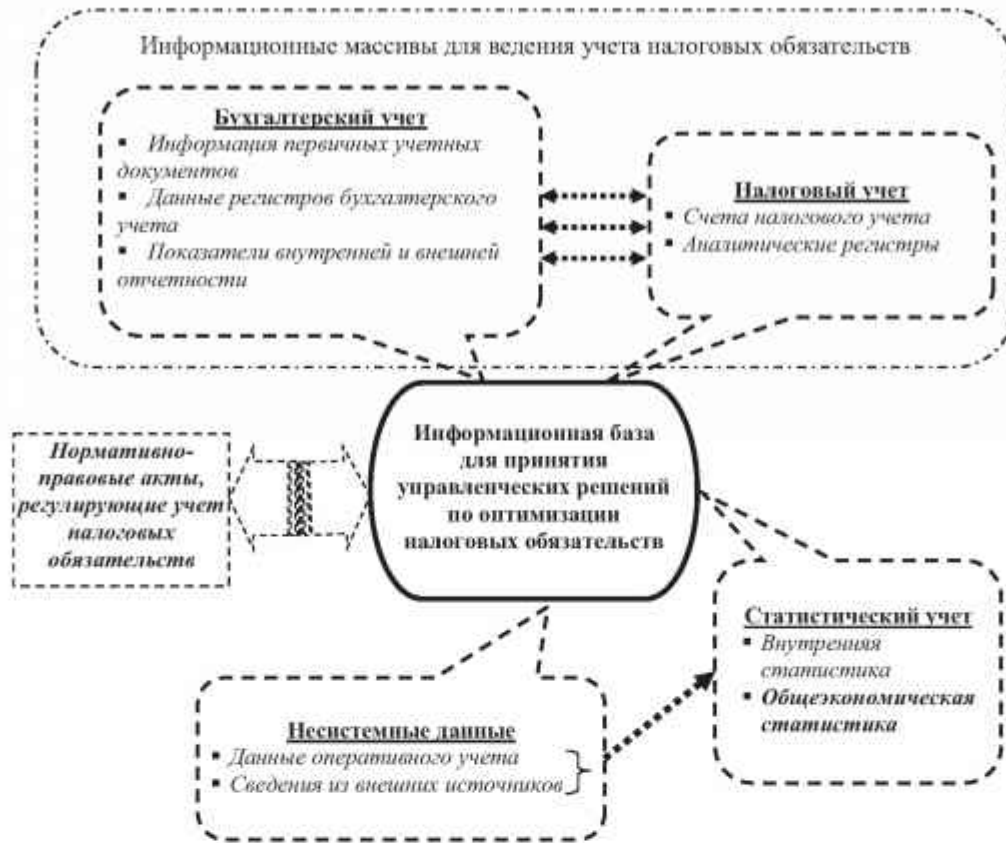 Информационные массивы для ведения учета налоговых обязательств
Бухгалтерский учет
▪ Информация первичных учетных
документов
▪ Данные регистров бухгалтерского
учета
▪ Показатели внутренней и внешней
отчетности
Налоговый учет
▪ Счета налогового учета
▪ Аналитические регистры
Информационная база
для принятия
управленческих решений
по оптимизации
налоговых обязательств
Нормативно-
правовые акты,
регулирующие учет
налоговых
обязательств
Статистический учет
▪ Внутренняя
статистика
▪ Общеэкономическая
статистика
Несистемные данные
▪ Данные оперативного учета
▪ Сведения из внешних источников